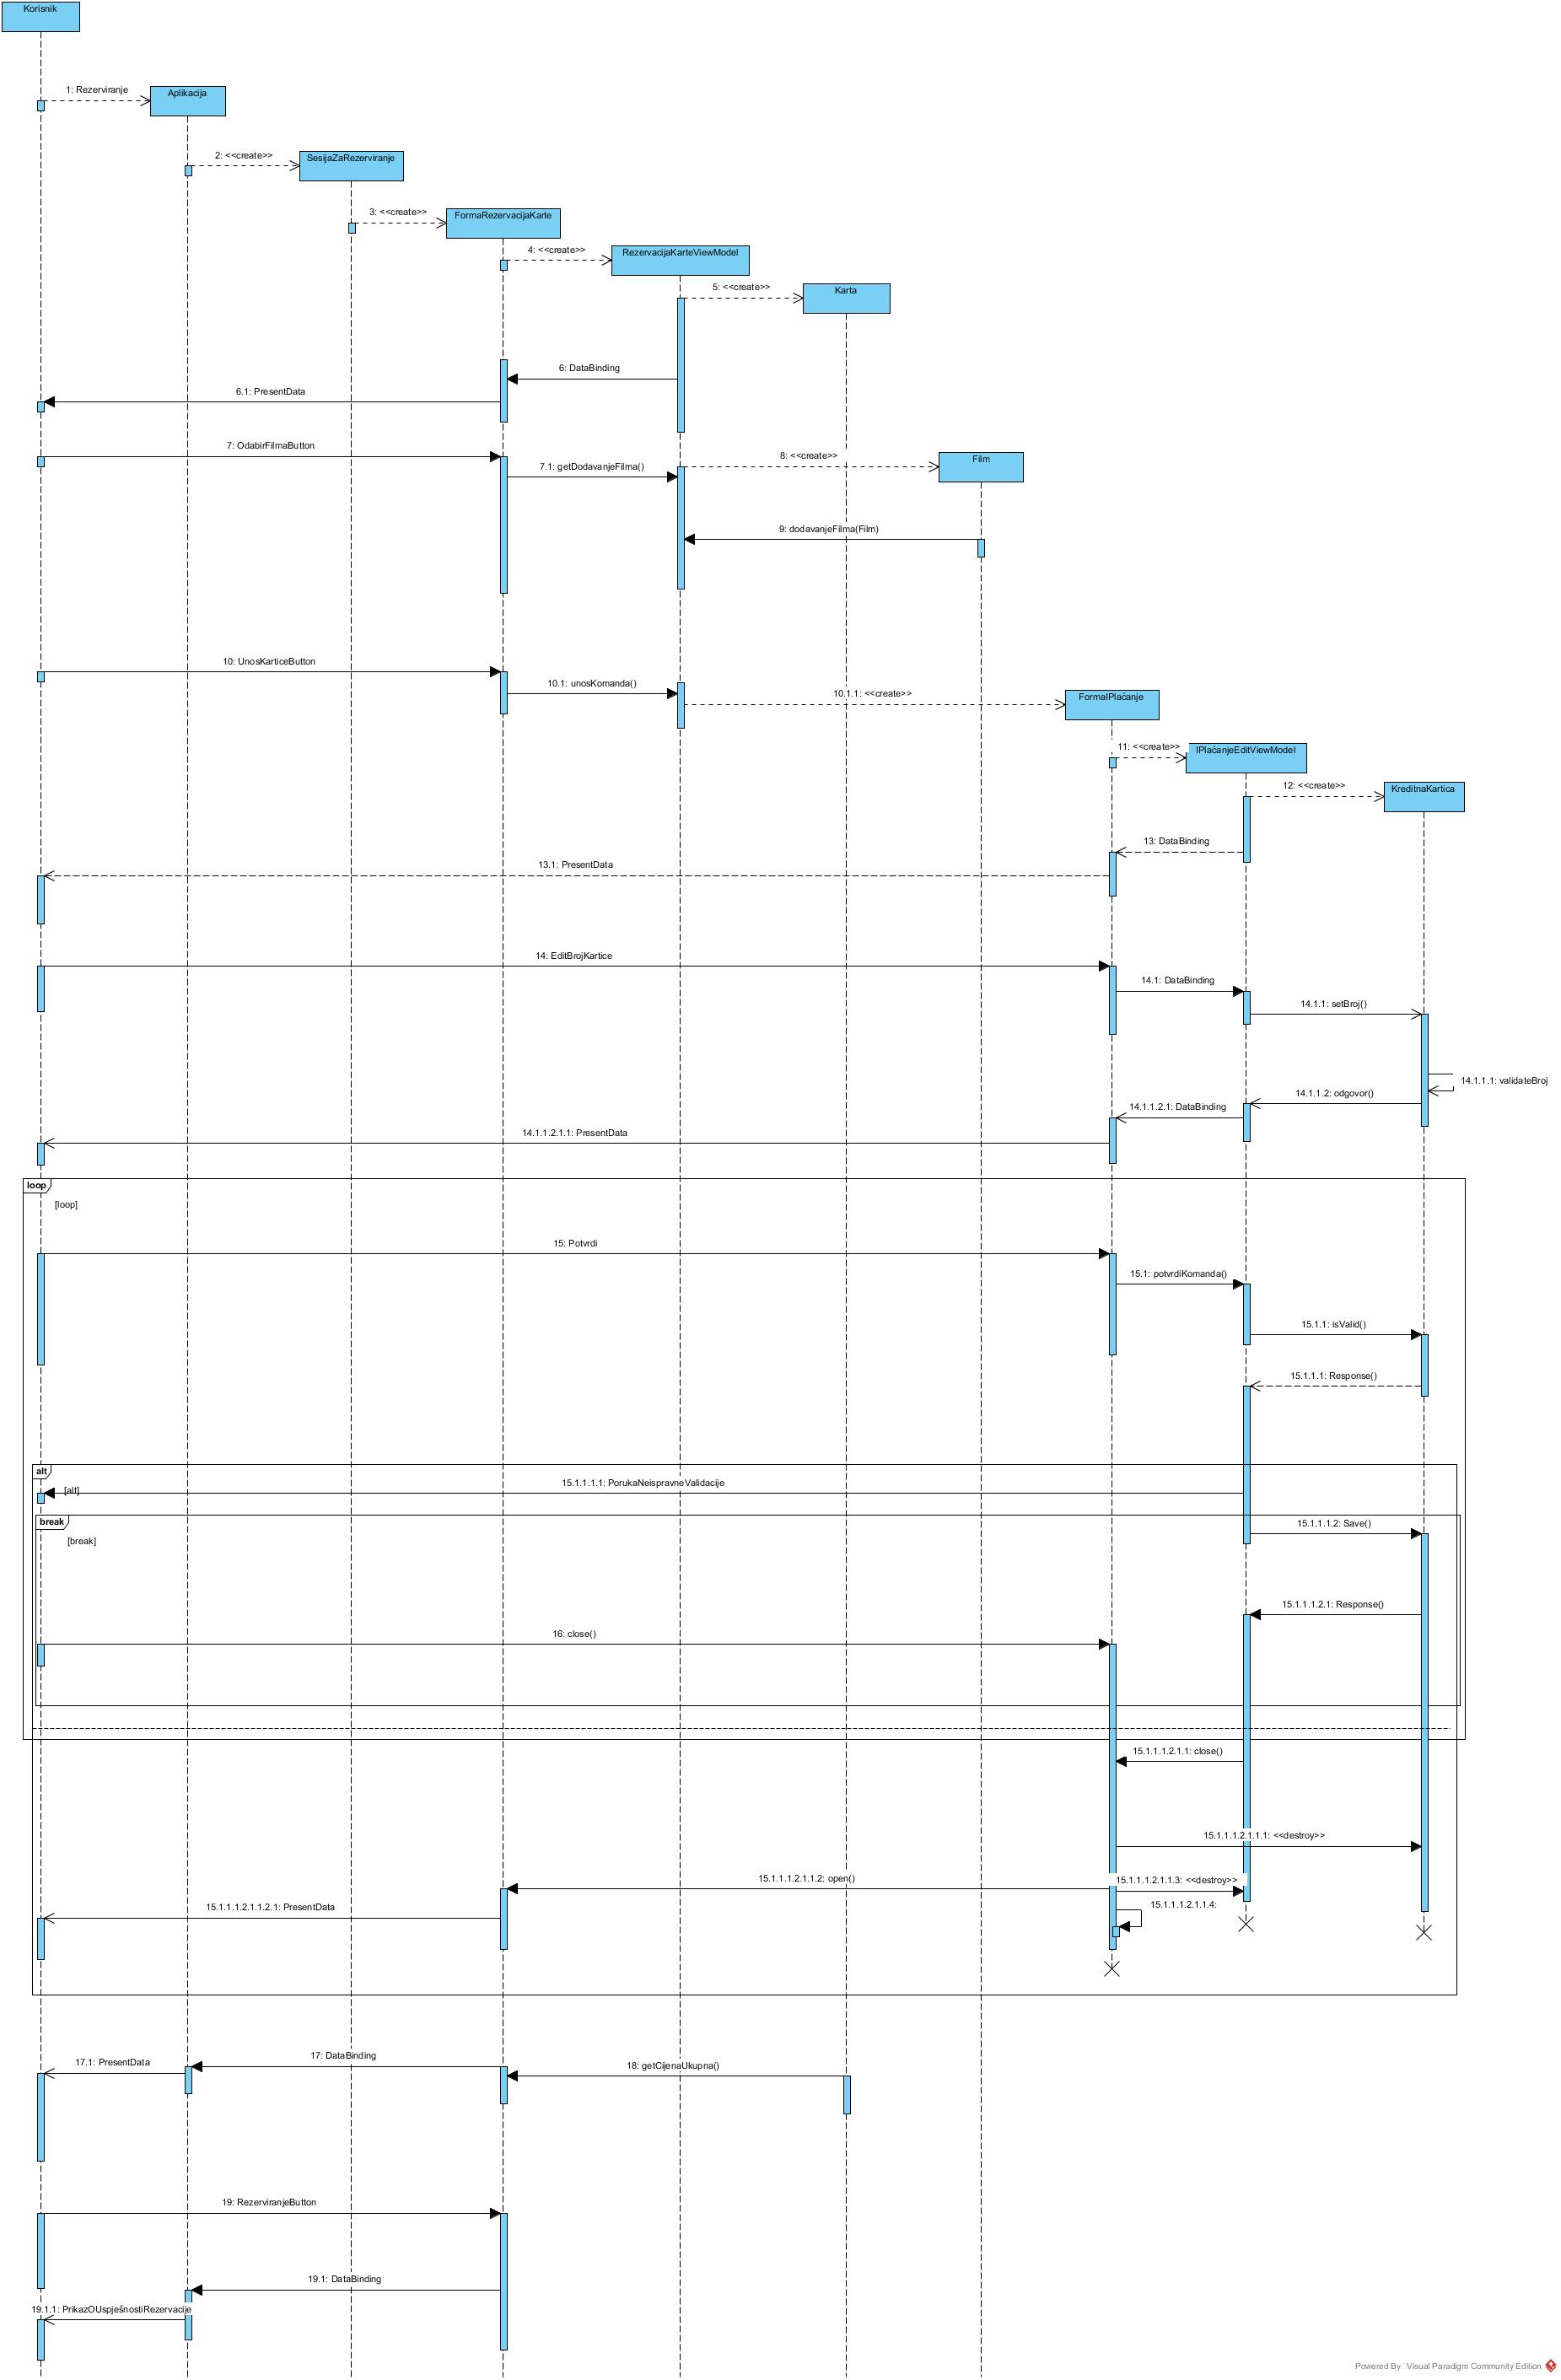 Korisnik
1: Rezerviranje
Aplikacija
2: <<create>>
SesijaZaRezerviranje
3: <<create>>
FormaRezervacijaKarte
4: <<create>>
RezervacijaKarteViewModel
5: <<create>>
Karta
6: DataBinding
6.1: PresentData
7: OdabirFilmaButton
7.1: getDodavanjeFilma()
8: <<create>>
Film
9: dodavanjeFilma(Film)
10: UnosKarticeButton
10.1: unosKomanda()
10.1.1: <<create>>
FormaIPlaćanje
11: <<create>>
IPlaćanjeEditViewModel
12: <<create>>
KreditnaKartica
13: DataBinding
13.1: PresentData
14: EditBrojKartice
14.1: DataBinding
14.1.1: setBroj()
14.1.1.1: validateBroj
14.1.1.2: odgovor()
14.1.1.2.1: DataBinding
14.1.1.2.1.1: PresentData
loop
[loop]
15: Potvrdi
15.1: potvrdiKomanda()
15.1.1: isValid()
15.1.1.1: Response()
alt
[alt]
15.1.1.1.1: PorukaNeispravneValidacije
break
[break]
15.1.1.1.2: Save()
15.1.1.1.2.1: Response()
16: close()
15.1.1.1.2.1.1: close()
15.1.1.1.2.1.1.1: <<destroy>>
15.1.1.1.2.1.1.2: open()
15.1.1.1.2.1.1.3: <<destroy>>
15.1.1.1.2.1.1.2.1: PresentData
15.1.1.1.2.1.1.4:
17: DataBinding
17.1: PresentData
18: getCijenaUkupna()
19: RezerviranjeButton
19.1: DataBinding
19.1.1: PrikazOUspješnostiRezervacije
Powered By Visual Paradigm Community Edition